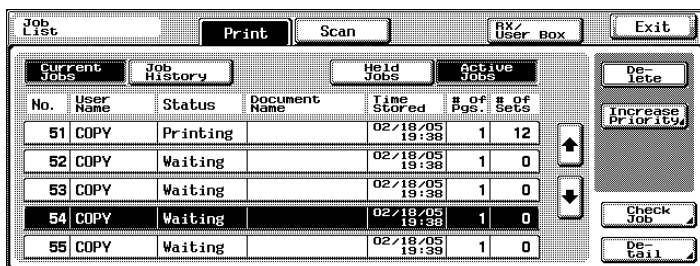 Job List
Print
Scan
RX/ User Box
Exit
Current Jobs
Job History
Held Jobs
Active Jobs
De- lete
No. User Name Status Document Name Time Stored # of Pgs. # of Sets
Increase Priority
51 COPY Printing 02/18/05 19:38 1 12
52 COPY Waiting 02/18/05 19:38 1 0
53 COPY Waiting 02/18/05 19:38 1 0
54 COPY Waiting 02/18/05 19:38 1 0
Check Job
55 COPY Waiting 02/18/05 19:39 1 0
De- tail